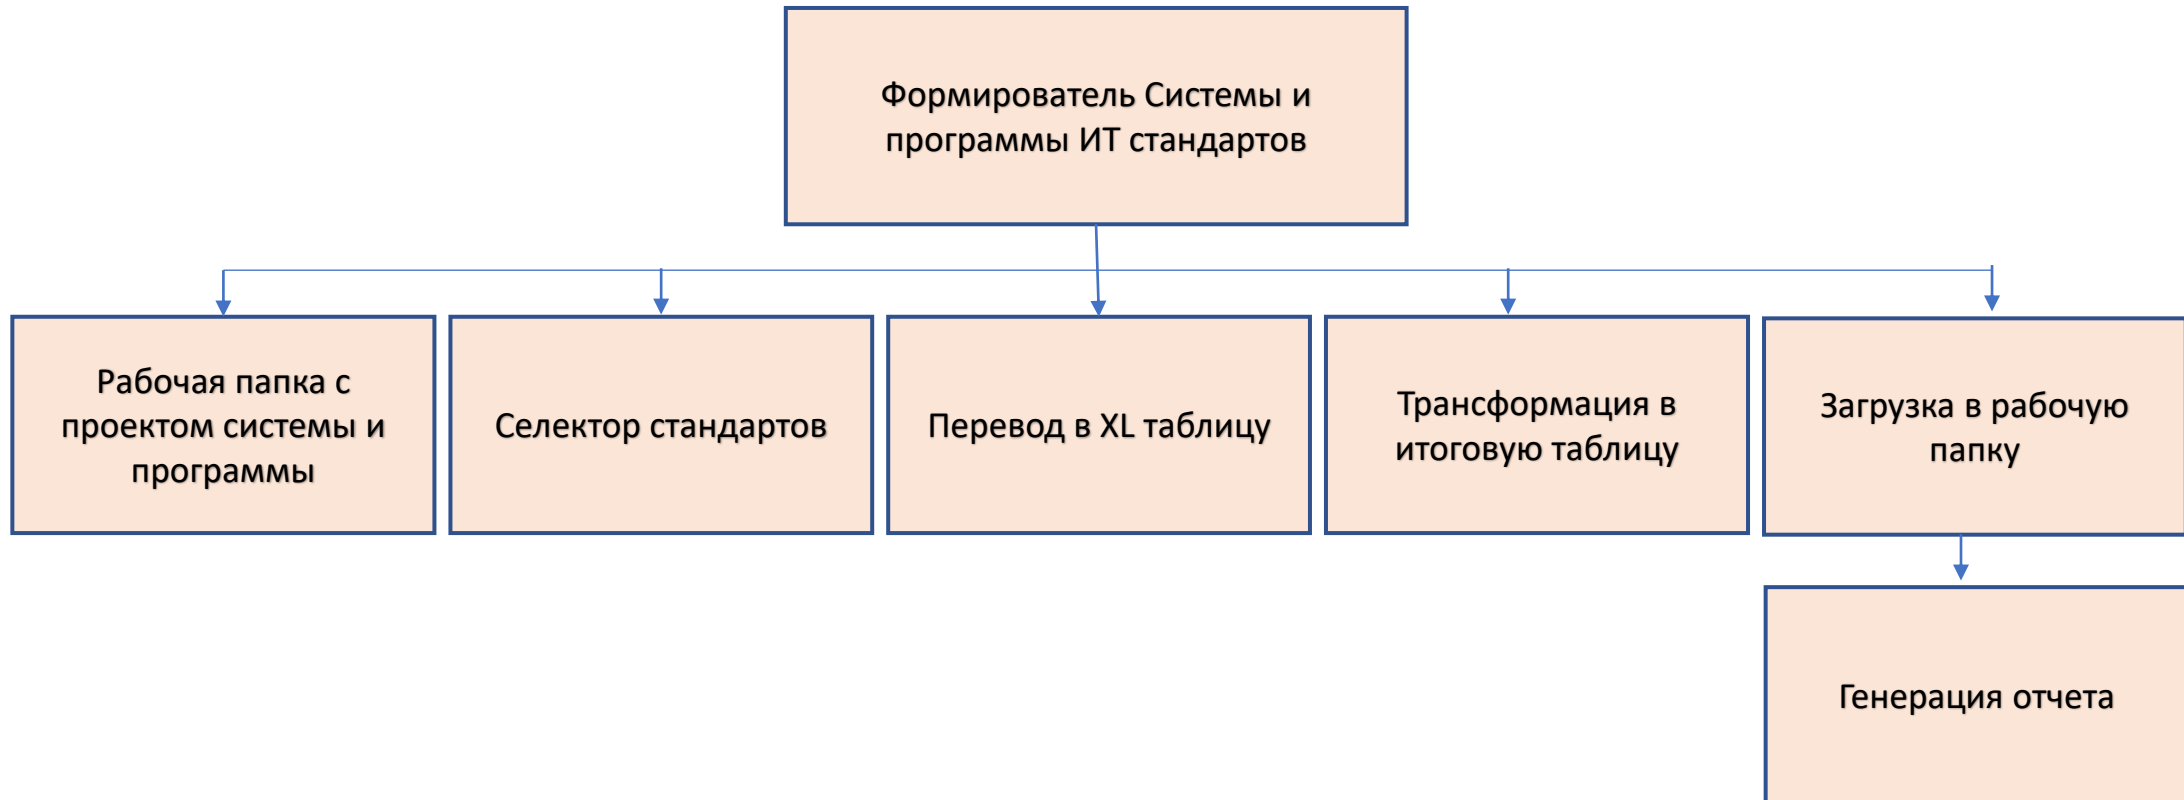 Формирователь Системы и
программы ИТ стандартов
Рабочая папка с
проектом системы и
программы
Селектор стандартов
Перевод в XL таблицу
Трансформация в
итоговую таблицу
Загрузка в рабочую
папку
Генерация отчета